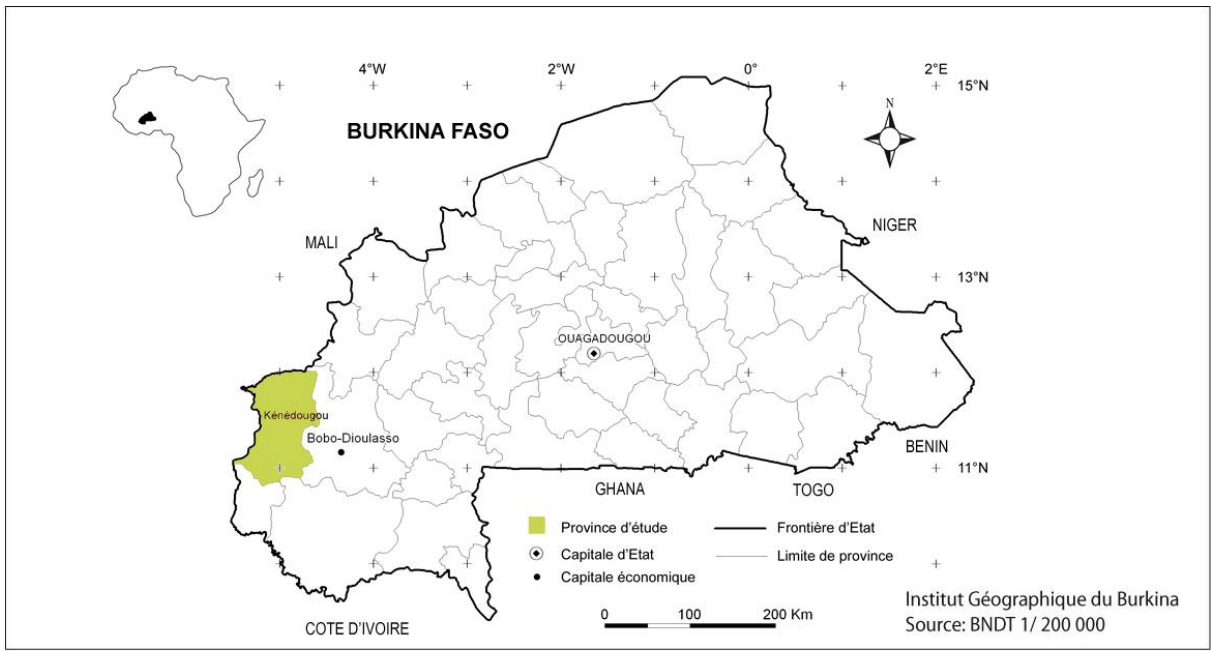 4°W
2°W
0°
2°E
15°N
N
BURKINA FASO
NIGER
MALI
13°N
OUAGADOUGOU
Kénédougou
Bobo-Dioulasso
BENIN
11°N
GHANA
TOGO
Province d'étude
Frontière d'Etat
Capitale d'Etat
Limite de province
Capitale économique
0 100 200 Km
COTE D'IVOIRE
Institut Géographique du Burkina
Source: BNDT 1/ 200 000